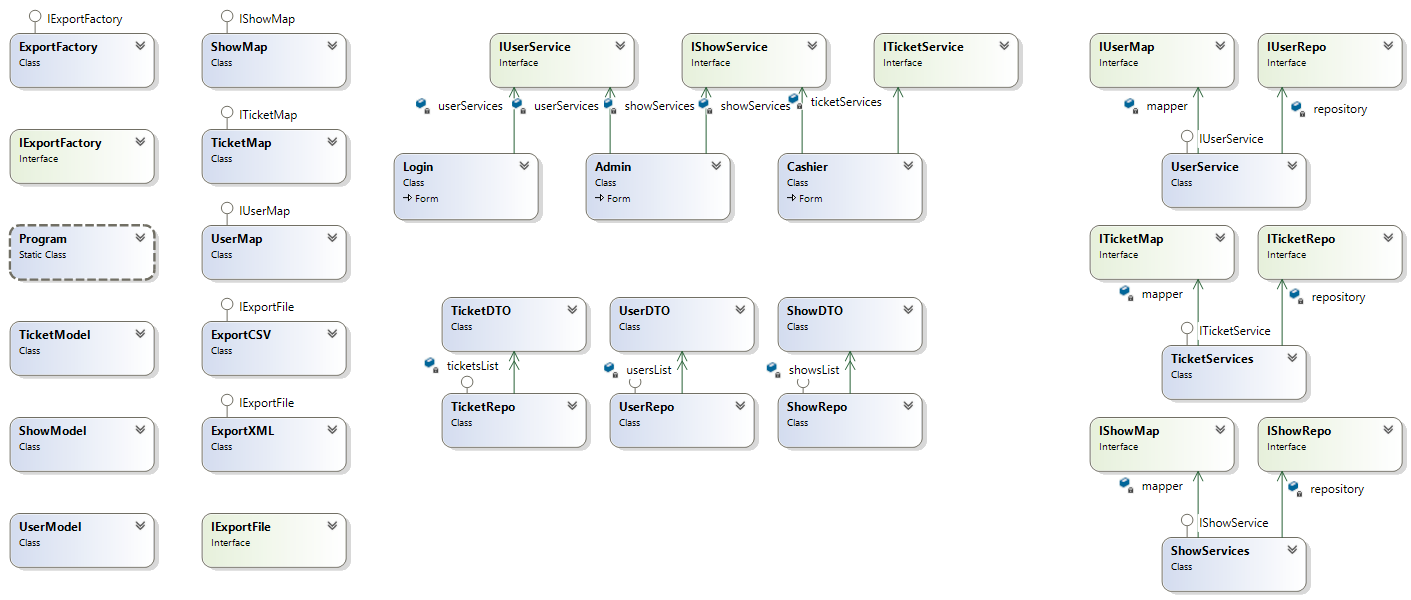 IExportFactory
ExportFactory
Class
IExportFactory
Interface
Program
Static Class
TicketModel
Class
ShowModel
Class
UserModel
Class
IShowMap
ShowMap
Class
ITicketMap
TicketMap
Class
IUserMap
UserMap
Class
IExportFile
ExportCSV
Class
IExportFile
ExportXML
Class
IExportFile
Interface
IUserService
Interface
IShowService
Interface
ITicketService
Interface
userServices
userServices
showServices
showServices
ticketServices
Login
Class
Form
Admin
Class
Form
Cashier
Class
Form
TicketDTO
Class
UserDTO
Class
ShowDTO
Class
ticketsList
usersList
showsList
TicketRepo
Class
UserRepo
Class
ShowRepo
Class
IUserMap
Interface
IUserRepo
Interface
mapper
repository
IUserService
UserService
Class
ITicketMap
Interface
ITicketRepo
Interface
mapper
repository
ITicketService
TicketServices
Class
IShowMap
Interface
IShowRepo
Interface
mapper
repository
IShowService
ShowServices
Class